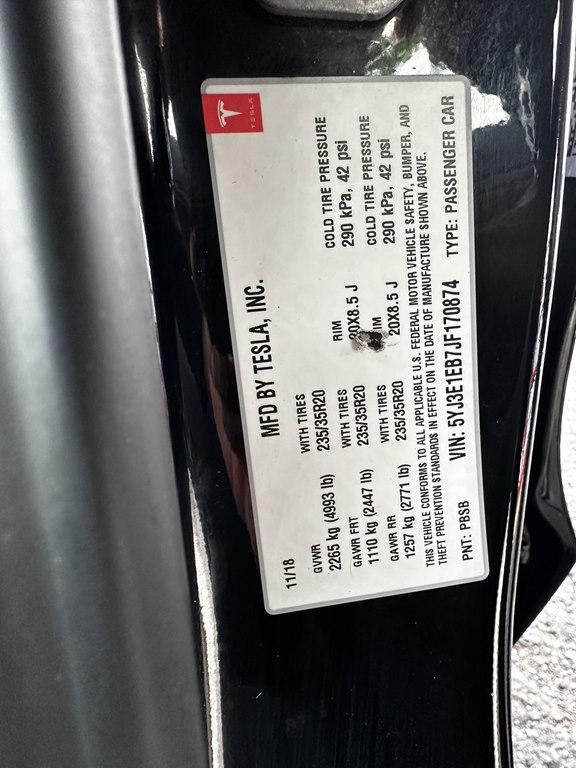 TESLA
MFD BY TESLA, INC.
11/18
GVWR WITH TIRES RIM COLD TIRE PRESSURE
2265 kg (4993 lb) 235/35R20 20X8.5 J 290 kPa, 42 psi
GAWR FRT WITH TIRES COLD TIRE PRESSURE
1110 kg (2447 lb) 235/35R20 290 kPa, 42 psi
GAWR RR WITH TIRES
1257 kg (2771 lb) 235/35R20 20X8.5 J
THIS VEHICLE CONFORMS TO ALL APPLICABLE U.S. FEDERAL MOTOR VEHICLE SAFETY, BUMPER, AND
THEFT PREVENTION STANDARDS IN EFFECT ON THE DATE OF MANUFACTURE SHOWN ABOVE.
PNT: PBSB VIN: 5YJ3E1EB7JF170874 TYPE: PASSENGER CAR